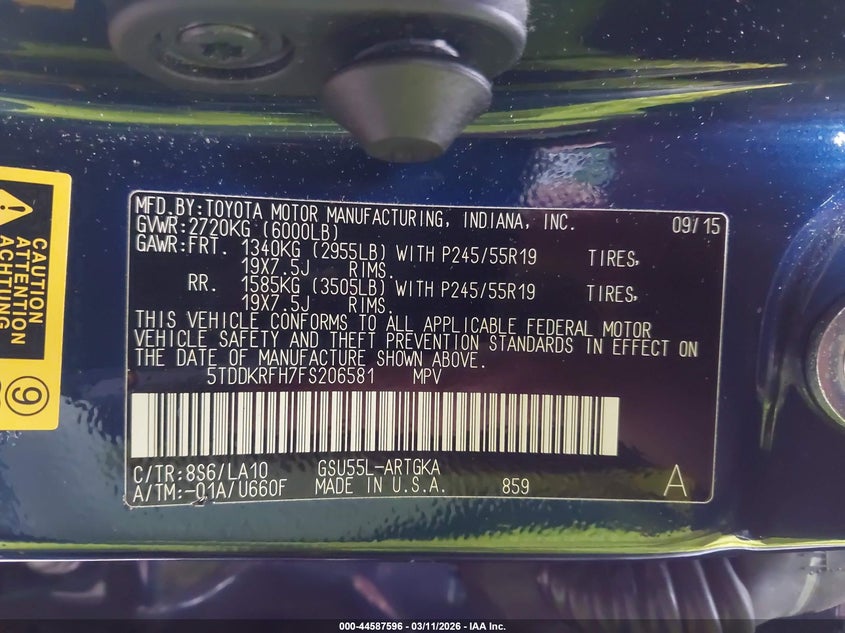 MFD.BY:TOYOTA MOTOR MANUFACTURING, INDIANA, INC. 09/15
GVWR:2720KG (6000LB)
GAWR:FRT. 1340KG (2955LB) WITH P245/55R19 TIRES,
19X7.5J RIMS.
RR. 1585KG (3505LB) WITH P245/55R19 TIRES,
19X7.5J RIMS.
THIS VEHICLE CONFORMS TO ALL APPLICABLE FEDERAL MOTOR
VEHICLE SAFETY AND THEFT PREVENTION STANDARDS IN EFFECT ON
THE DATE OF MANUFACTURE SHOWN ABOVE.
5TDDKRFH7FS206581 MPV
C/TR:8S6/LA10 GSU55L-ARTGKA
A/TM:-01A/U660F MADE IN U.S.A. 859 A
CAUTION
ATTENTION
ACHTUNG
9
000-44587596 - 03/11/2026 - IAA Inc.